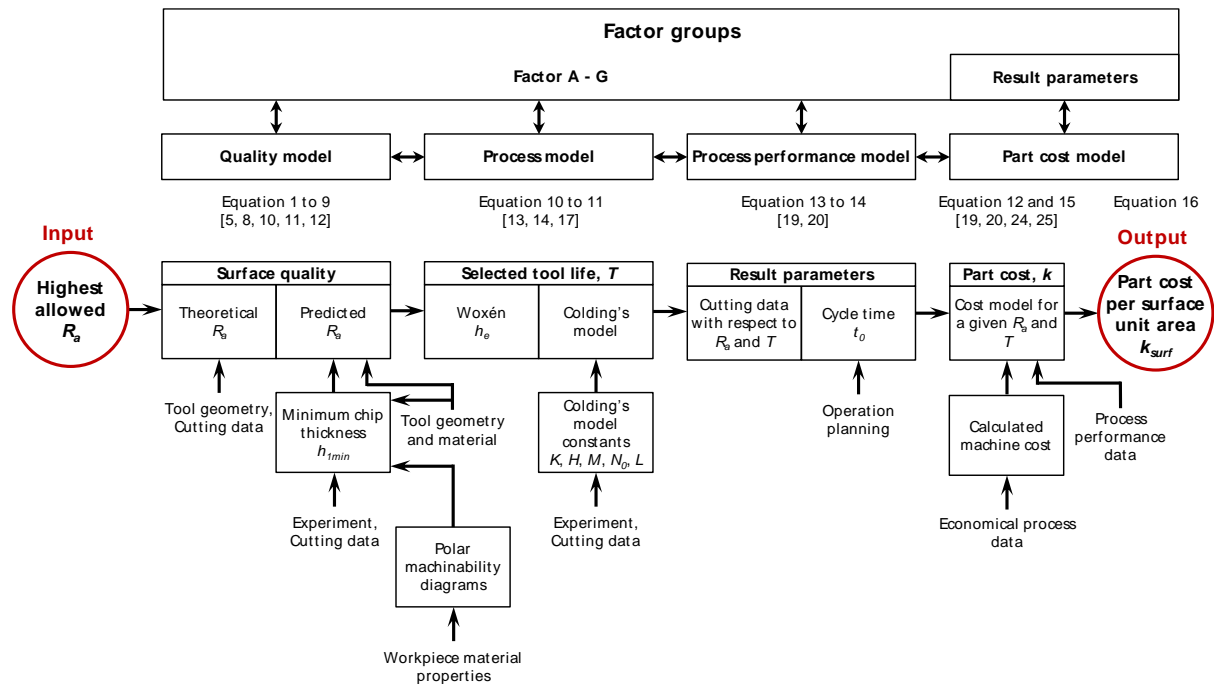 Factor groups
Factor A - G
Result parameters
Quality model
Process model
Process performance model
Part cost model
Equation 1 to 9
[5, 8, 10, 11, 12]
Equation 10 to 11
[13, 14, 17]
Equation 13 to 14
[19, 20]
Equation 12 and 15
[19, 20, 24, 25]
Equation 16
Input
Highest
allowed
Ra
Surface quality
Theoretical
Ra
Predicted
Ra
Selected tool life, T
Woxén
he
Colding's
model
Result parameters
Cutting data
with respect to
Ra and T
Cycle time
t0
Part cost, k
Cost model for
a given Ra and
T
Output
Part cost
per surface
unit area
ksurf
Tool geometry,
Cutting data
Minimum chip
thickness
h1min
Tool geometry
and material
Colding's
model
constants
K, H, M, N0, L
Operation
planning
Calculated
machine cost
Process
performance
data
Experiment,
Cutting data
Polar
machinability
diagrams
Experiment,
Cutting data
Economical process
data
Workpiece material
properties